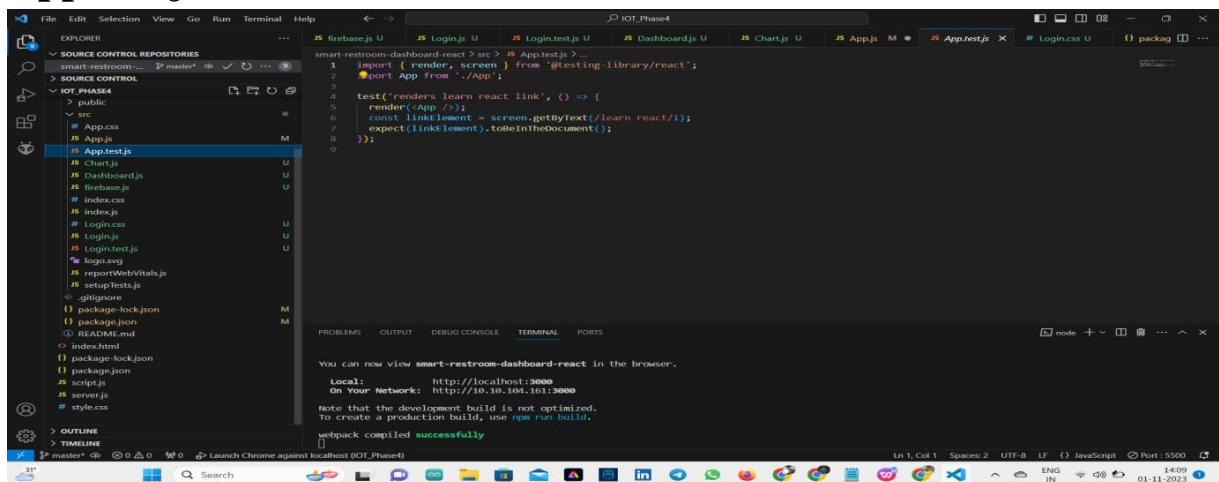 File Edit Selection View Go Run Terminal Help
IOT_Phase4
EXPLORER
SOURCE CONTROL REPOSITORIES
smart-restroom-... master* 9
SOURCE CONTROL
IOT_PHASE4
public
src
# App.css
JS App.js M
JS App.test.js
JS Chart.js U
JS Dashboard.js U
JS firebase.js U
# index.css
JS index.js
# Login.css U
JS Login.js U
JS Login.test.js U
logo.svg
JS reportWebVitals.js
JS setupTests.js
.gitignore
{} package-lock.json M
{} package.json M
README.md
index.html
{} package-lock.json
{} package.json
JS script.js
JS server.js
# style.css
OUTLINE
TIMELINE
JS firebase.js U JS Login.js U JS Login.test.js U JS Dashboard.js U JS Chart.js U JS App.js M JS App.test.js # Login.css U {} packag
smart-restroom-dashboard-react > src > JS App.test.js > ...
1 import { render, screen } from '@testing-library/react';
2 import App from './App';
3
4 test('renders learn react link', () => {
5 render(<App />);
6 const linkElement = screen.getByText(/learn react/i);
7 expect(linkElement).toBeInTheDocument();
8 });
9
PROBLEMS OUTPUT DEBUG CONSOLE TERMINAL PORTS
node
You can now view smart-restroom-dashboard-react in the browser.
Local: http://localhost:3000
On Your Network: http://10.10.104.161:3000
Note that the development build is not optimized.
To create a production build, use npm run build.
webpack compiled successfully
master* 0 0 0 Launch Chrome against localhost (IOT_Phase4) Ln 1, Col 1 Spaces: 2 UTF-8 LF {} JavaScript Port : 5500
31° Search ENG IN 14:09 01-11-2023